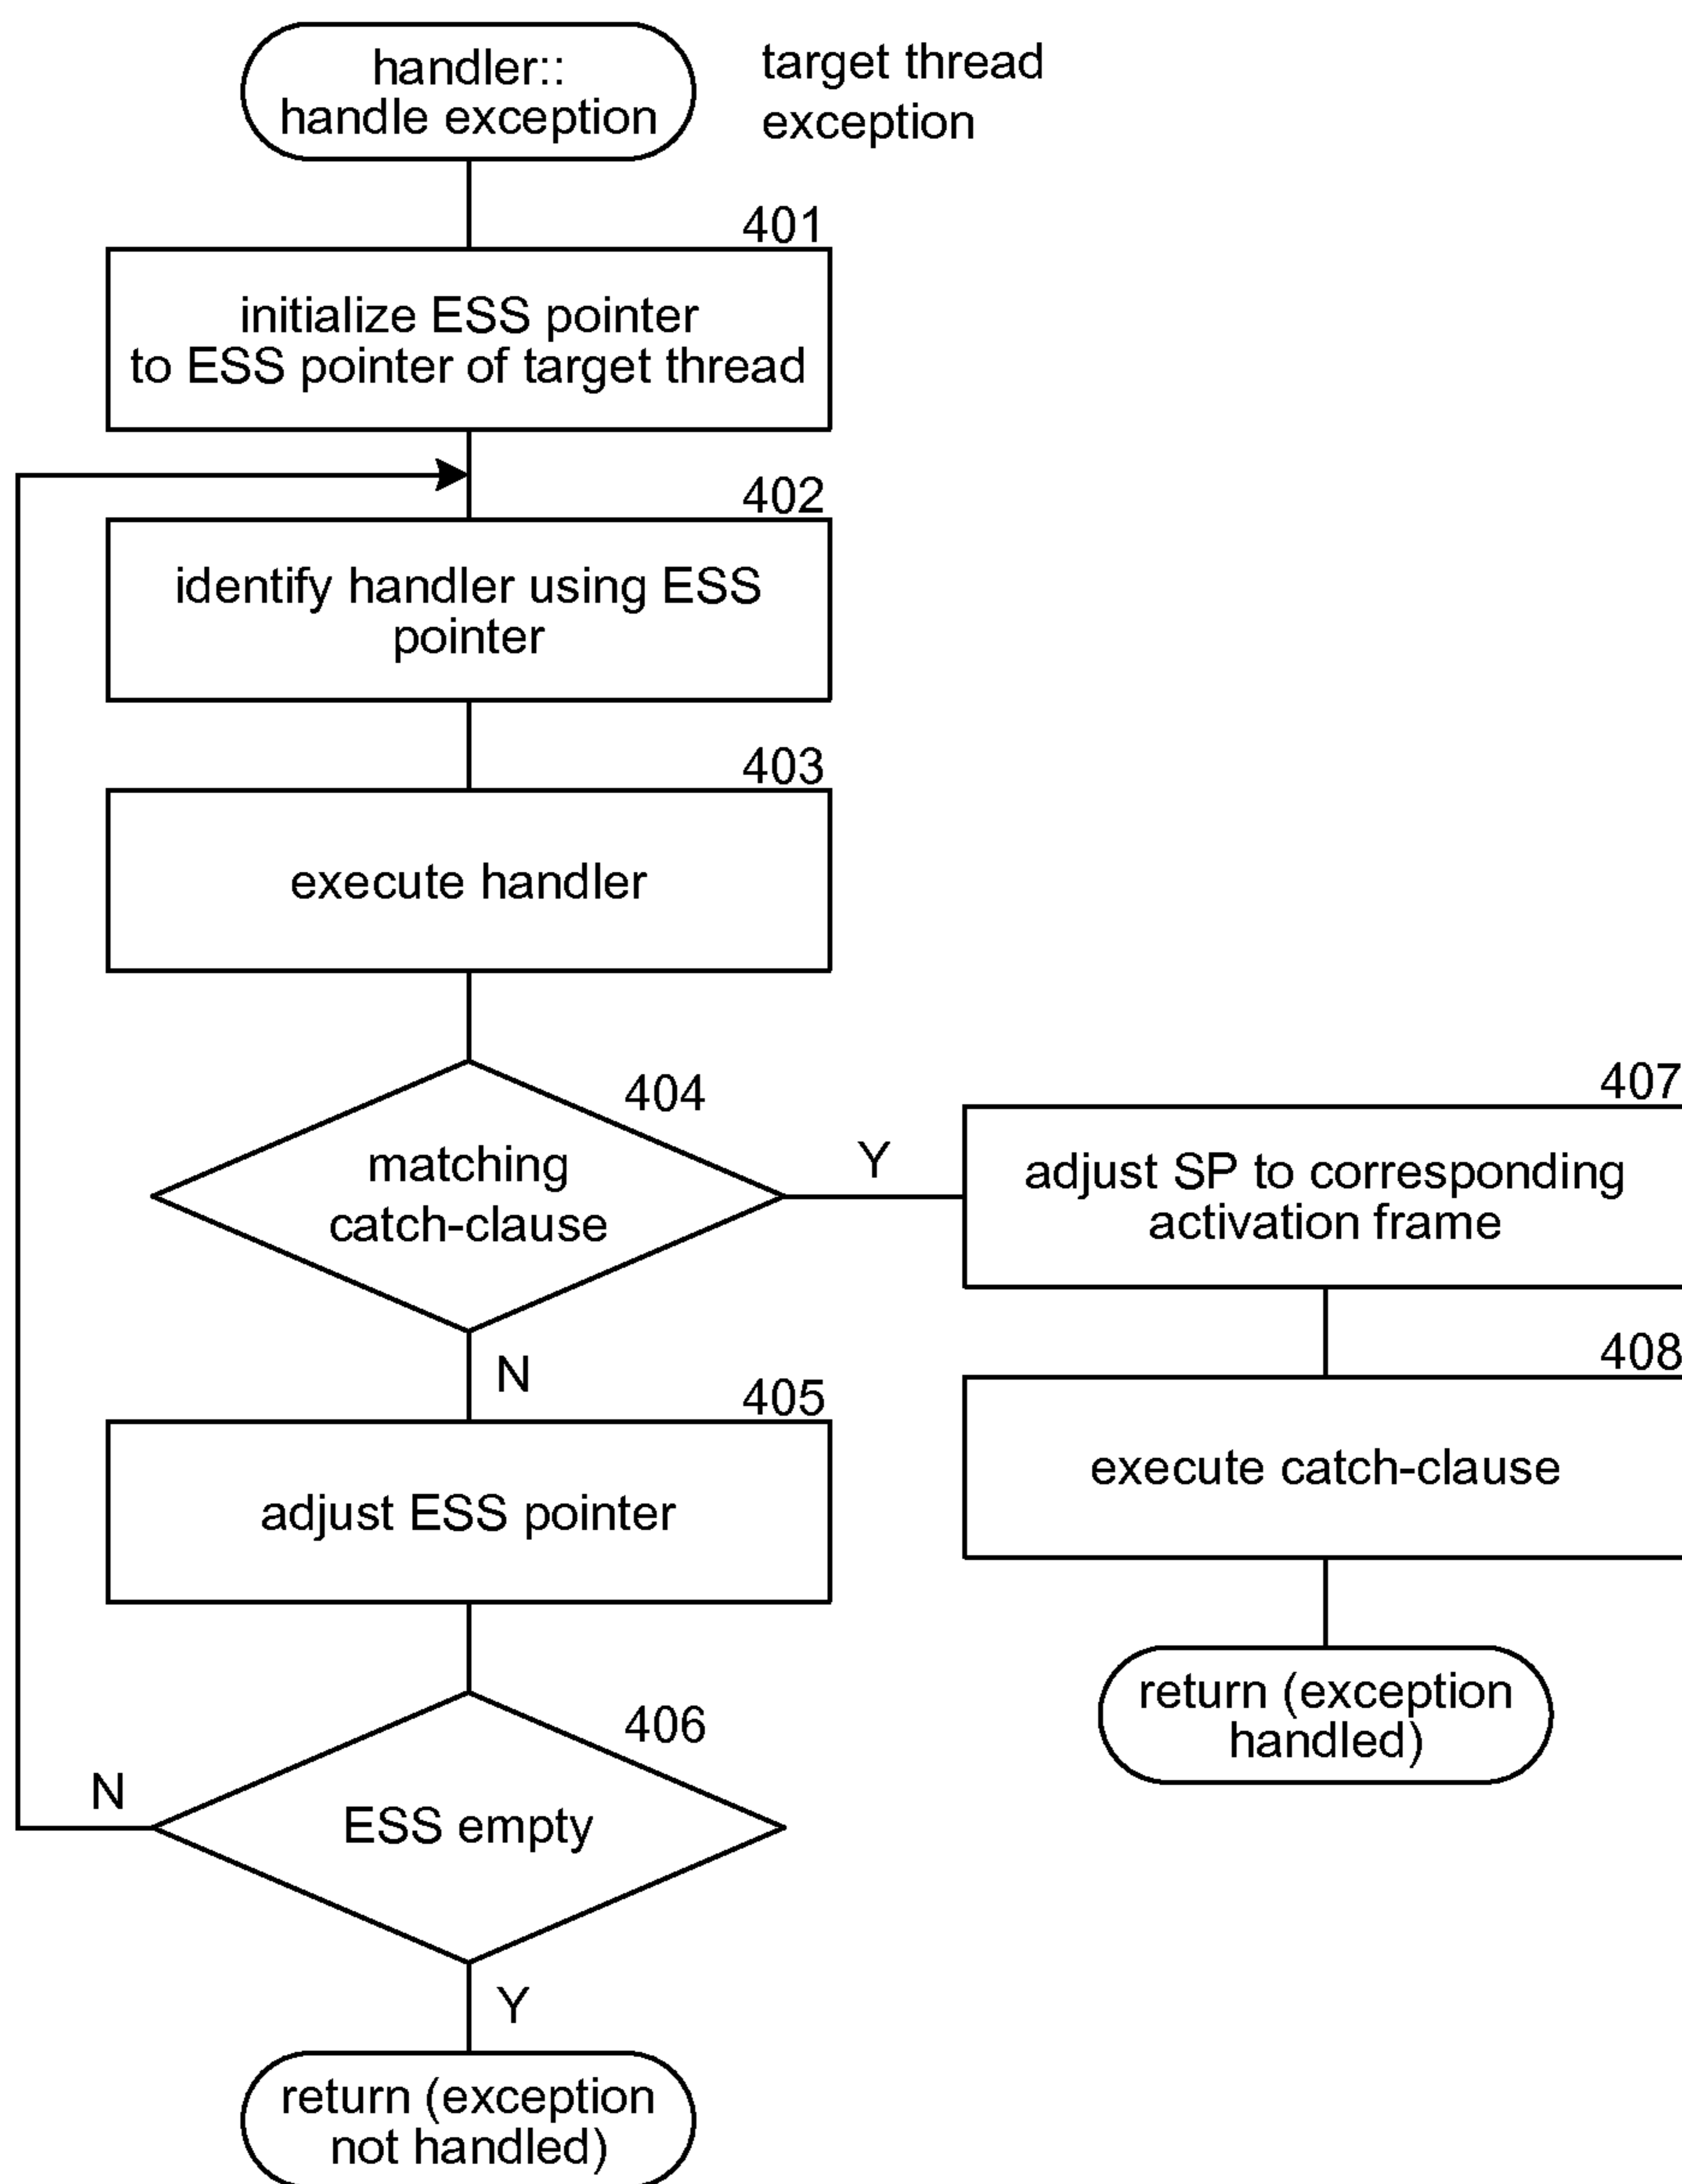 handler::
handle exception
target thread
exception
401
initialize ESS pointer
to ESS pointer of target thread
402
identify handler using ESS
pointer
403
execute handler
404
matching
catch-clause
Y
407
adjust SP to corresponding
activation frame
N
408
execute catch-clause
405
adjust ESS pointer
return (exception
handled)
406
ESS empty
N
Y
return (exception
not handled)